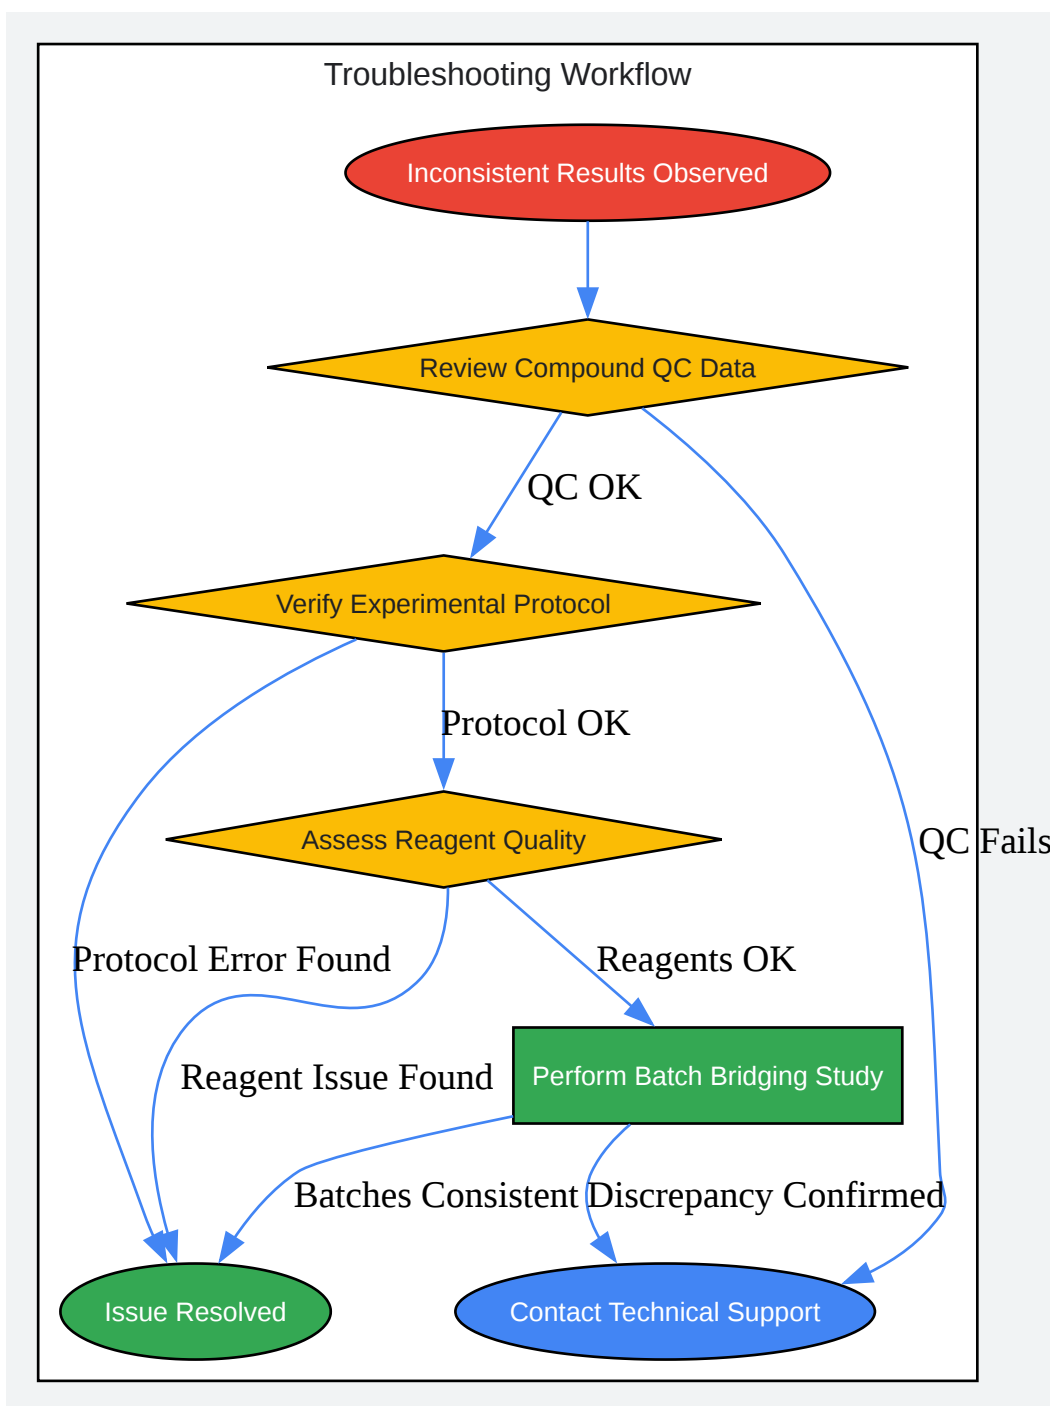 Troubleshooting Workflow
Inconsistent Results Observed
Review Compound QC Data
QC OK
Verify Experimental Protocol
Protocol OK
Assess Reagent Quality
QC Fails
Protocol Error Found
Reagents OK
Reagent Issue Found
Perform Batch Bridging Study
Batches Consistent
Discrepancy Confirmed
Issue Resolved
Contact Technical Support